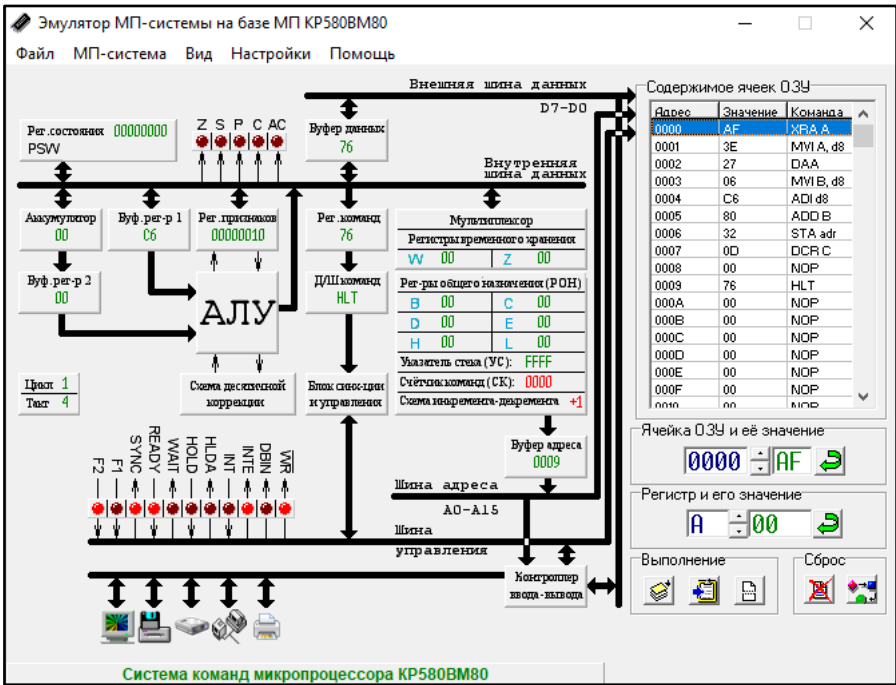 Эмулятор МП-системы на базе МП КР580ВМ80
Файл МП-система Вид Настройки Помощь
Внешняя шина данных
D7-D0
Рег.состояния 00000000
PSW
Z S P C AC
Буфер данных
76
Внутренняя
шина данных
Аккумулятор
00
Буф.рег-р 1
C6
Рег.признаков
00000010
Рег.команд
76
Мультиплексор
Регистры временного хранения
W 00 Z 00
Буф.рег-р 2
00
АЛУ
Д/Ш команд
HLT
Рег-ры общего назначения (РОН)
B 00 C 00
D 00 E 00
H 00 L 00
Указатель стека (УС): FFFF
Счётчик команд (СК): 0000
Схема инкремента-декремента +1
Цикл 1
Такт 4
Схема десятичной
коррекции
Блок синх-ции
и управления
Буфер адреса
0009
F2 F1 SYNC READY WAIT HOLD HLDA INT INTE DBIN WR
Шина адреса
A0-A15
Шина
управления
Контроллер
ввода-вывода
Система команд микропроцессора КР580ВМ80
Содержимое ячеек ОЗУ
Адрес Значение Команда
0000 AF XRA A
0001 3E MVI A, d8
0002 27 DAA
0003 06 MVI B, d8
0004 C6 ADI d8
0005 80 ADD B
0006 32 STA adr
0007 0D DCR C
0008 00 NOP
0009 76 HLT
000A 00 NOP
000B 00 NOP
000C 00 NOP
000D 00 NOP
000E 00 NOP
000F 00 NOP
0010 00 NOP
Ячейка ОЗУ и её значение
0000 AF
Регистр и его значение
A 00
Выполнение
Сброс